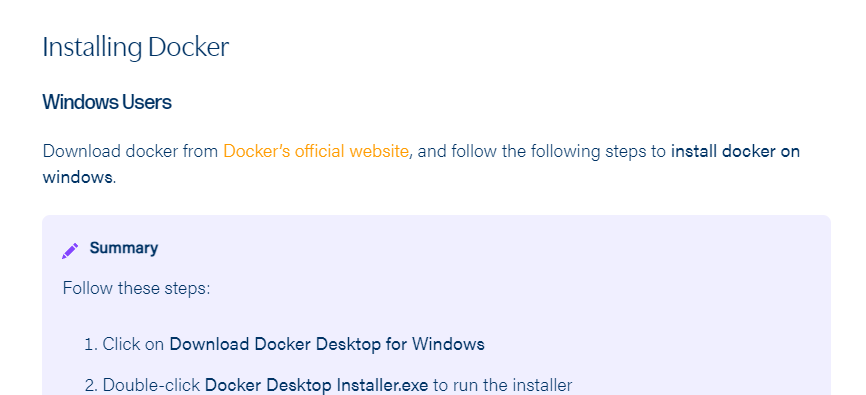 Installing Docker
Windows Users
Download docker from Docker's official website, and follow the following steps to install docker on
windows.
Summary
Follow these steps:
1. Click on Download Docker Desktop for Windows
2. Double-click Docker Desktop Installer.exe to run the installer